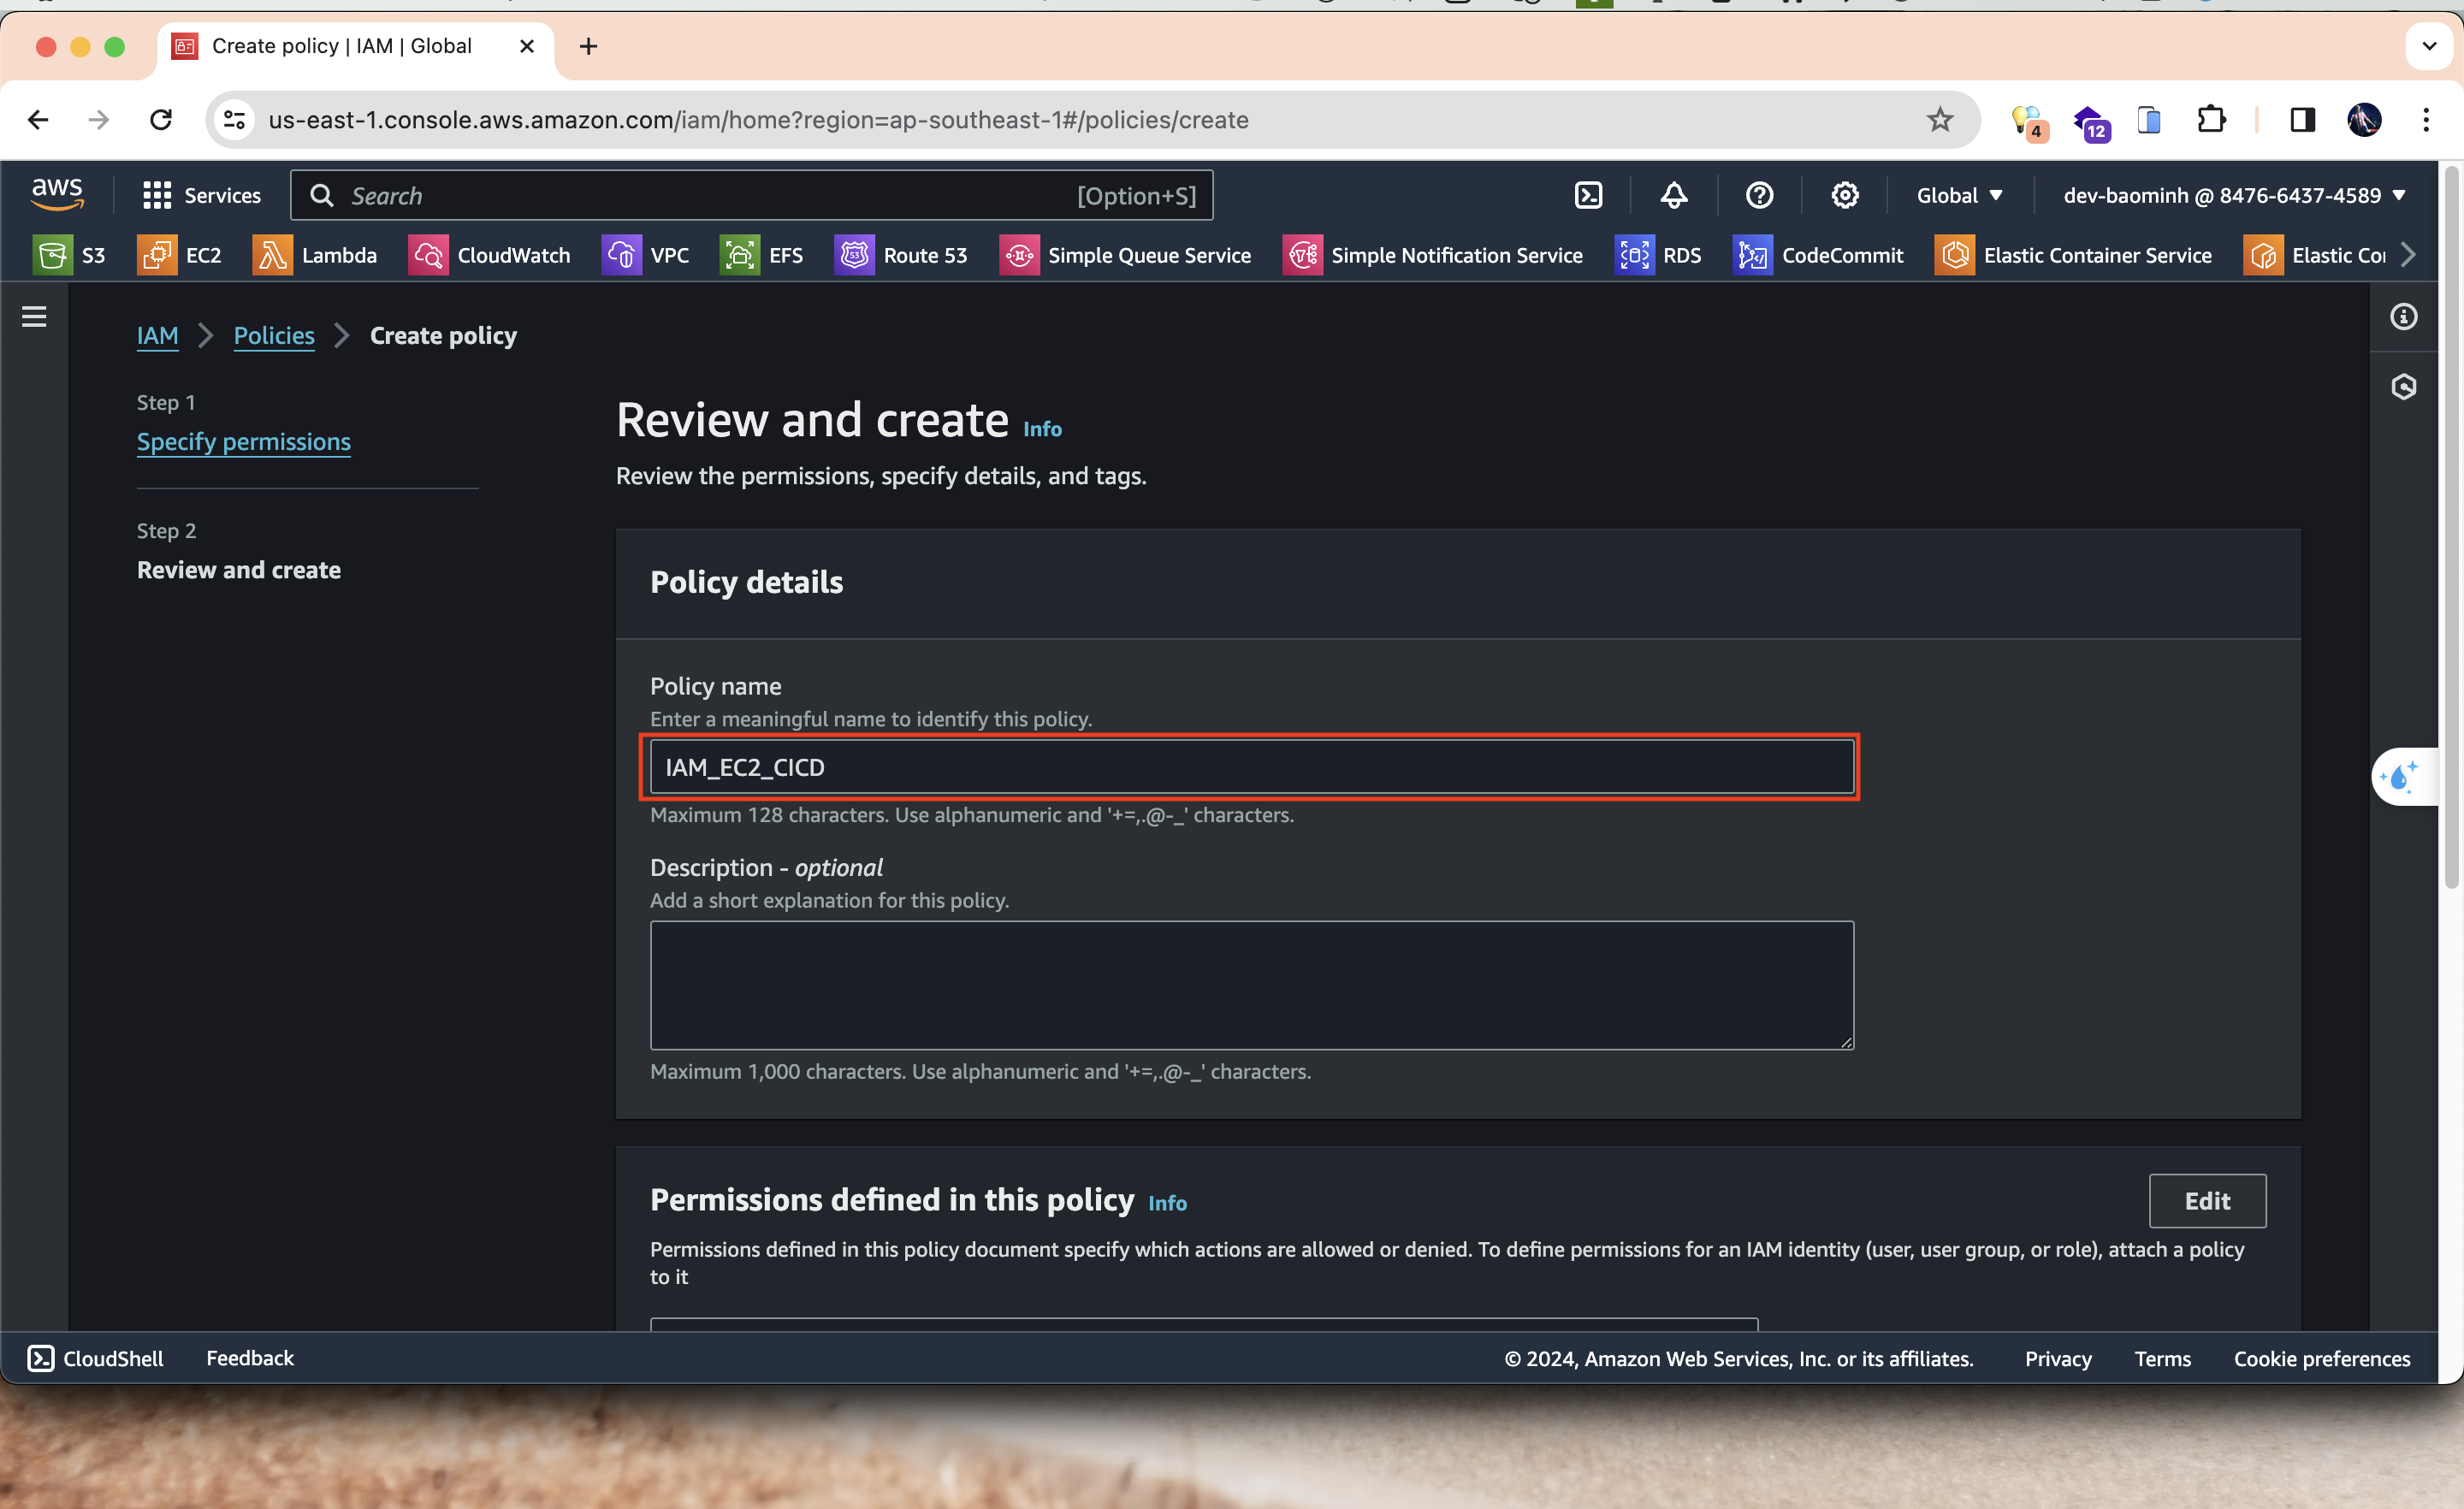 Create policy | IAM | Global
us-east-1.console.aws.amazon.com/iam/home?region=ap-southeast-1#/policies/create
4
12
aws
Services
Search
[Option+S]
Global
dev-baominh @ 8476-6437-4589
S3
EC2
Lambda
CloudWatch
VPC
EFS
53
Route 53
Simple Queue Service
Simple Notification Service
RDS
CodeCommit
Elastic Container Service
Elastic Co
IAM
Policies
Create policy
Step 1
Specify permissions
Step 2
Review and create
Review and create Info
Review the permissions, specify details, and tags.
Policy details
Policy name
Enter a meaningful name to identify this policy.
IAM_EC2_CICD
Maximum 128 characters. Use alphanumeric and '+=,.@-_' characters.
Description - optional
Add a short explanation for this policy.
Maximum 1,000 characters. Use alphanumeric and '+=,.@-_' characters.
Permissions defined in this policy Info
Edit
Permissions defined in this policy document specify which actions are allowed or denied. To define permissions for an IAM identity (user, user group, or role), attach a policy
to it
CloudShell
Feedback
© 2024, Amazon Web Services, Inc. or its affiliates.
Privacy
Terms
Cookie preferences